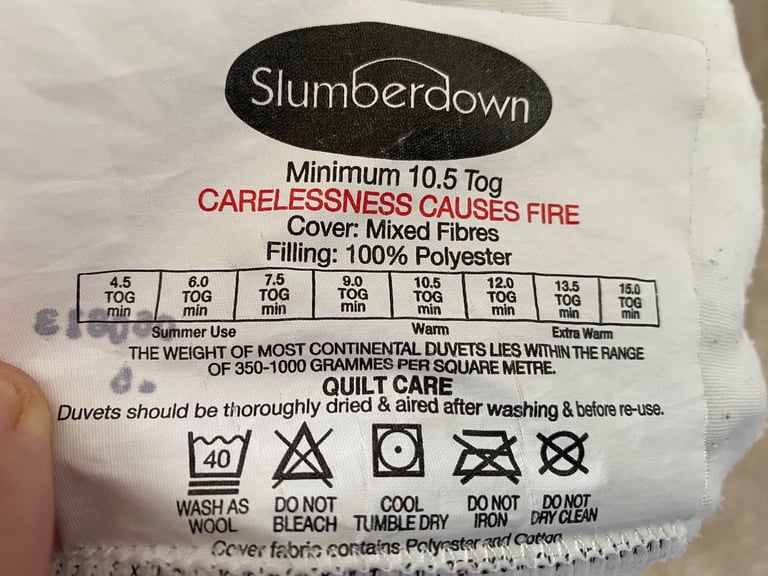 Slumberdown
Minimum 10.5 Tog
CARELESSNESS CAUSES FIRE
Cover: Mixed Fibres
Filling: 100% Polyester
4.5 TOG min 6.0 TOG min 7.5 TOG min 9.0 TOG min 10.5 TOG min 12.0 TOG min 13.5 TOG min 15.0 TOG min
Summer Use Warm Extra Warm
THE WEIGHT OF MOST CONTINENTAL DUVETS LIES WITHIN THE RANGE
OF 350-1000 GRAMMES PER SQUARE METRE.
QUILT CARE
Duvets should be thoroughly dried & aired after washing & before re-use.
40
WASH AS WOOL DO NOT BLEACH COOL TUMBLE DRY DO NOT IRON DO NOT DRY CLEAN
Cover fabric contains Polyester and Cotton